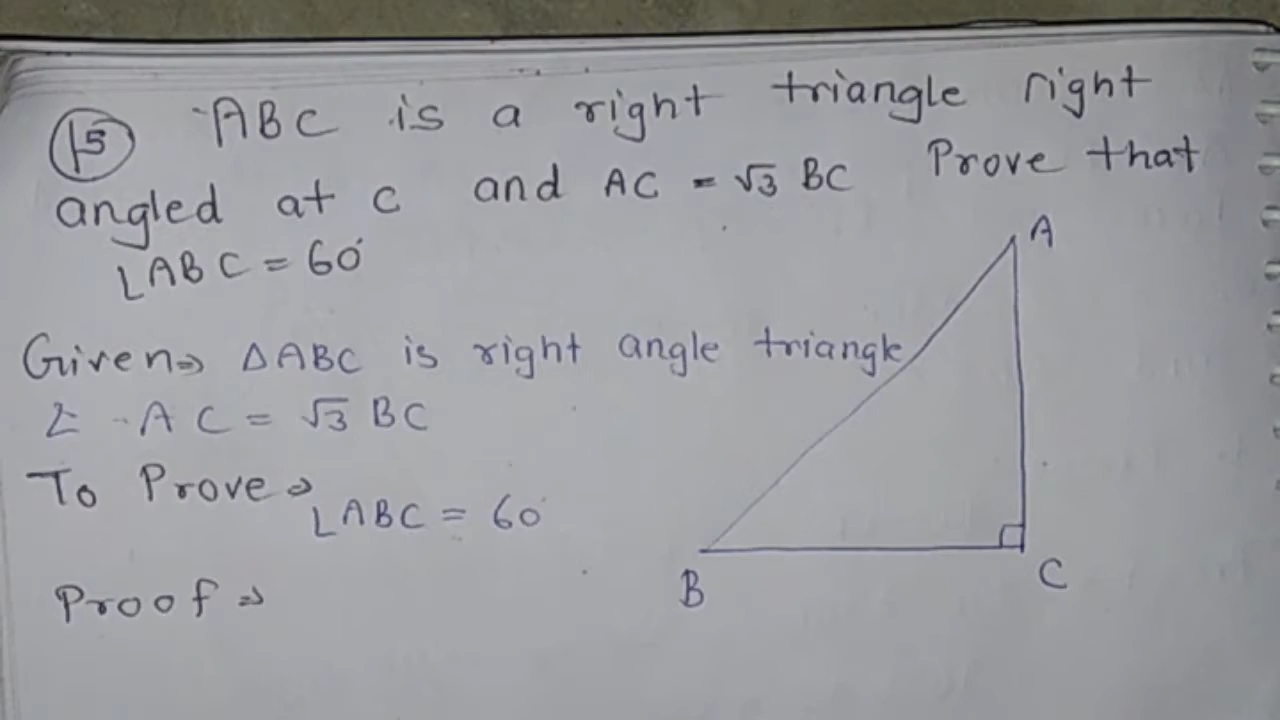 15 ABC is a right triangle right
angled at C and AC = √3 BC Prove that
∠ABC = 60°
Given ⇒ △ABC is right angle triangle
& AC = √3 BC
To Prove ⇒
∠ABC = 60°
Proof ⇒
A
B
C